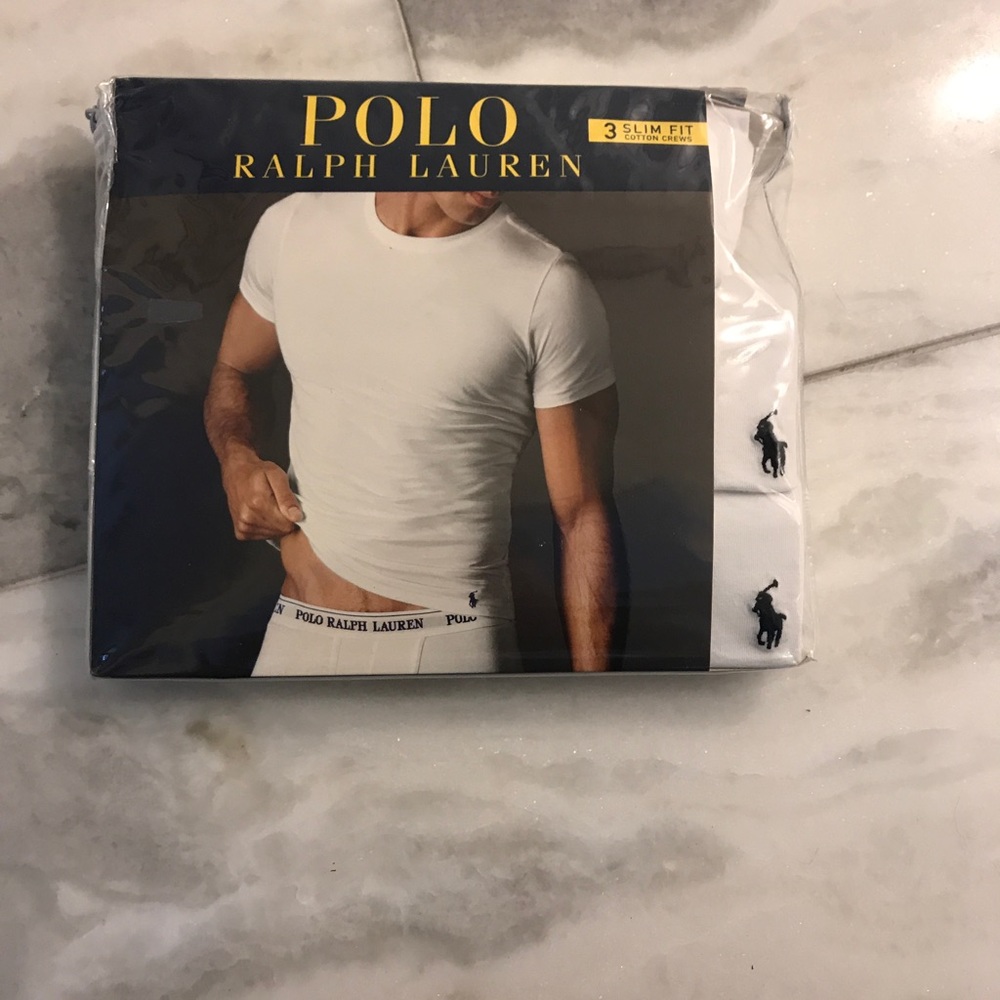 POLO
RALPH LAUREN
3 SLIM FIT
COTTON CREWS
POLO RALPH LAUREN